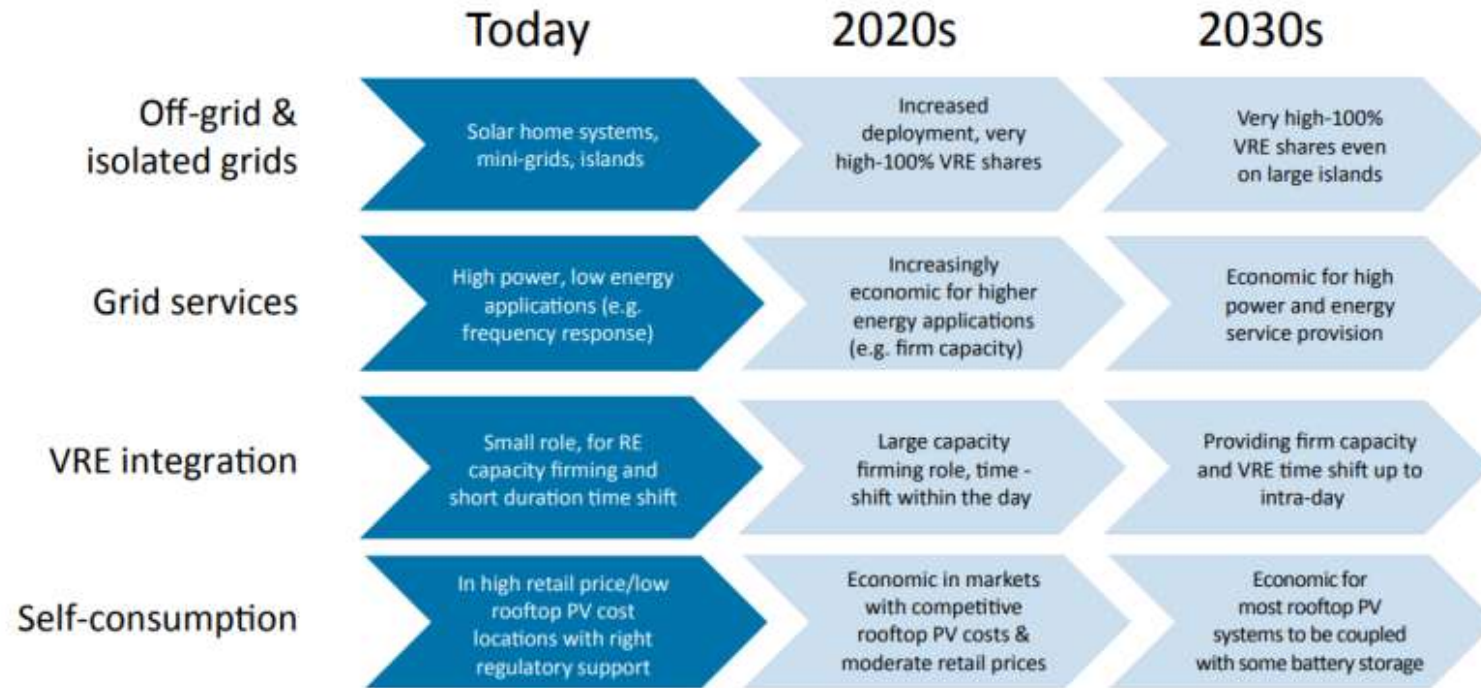 Today
2020s
2030s
Off-grid &
isolated grids
Solar home systems,
mini-grids, islands
Increased
deployment, very
high-100% VRE shares
Very high-100%
VRE shares even
on large islands
Grid services
High power, low energy
applications (e.g.
frequency response)
Increasingly
economic for higher
energy applications
(e.g. firm capacity)
Economic for high
power and energy
service provision
VRE integration
Small role, for RE
capacity firming and
short duration time shift
Large capacity
firming role, time -
shift within the day
Providing firm capacity
and VRE time shift up to
intra-day
Self-consumption
In high retail price/low
rooftop PV cost
locations with right
regulatory support
Economic in markets
with competitive
rooftop PV costs &
moderate retail prices
Economic for
most rooftop PV
systems to be coupled
with some battery storage